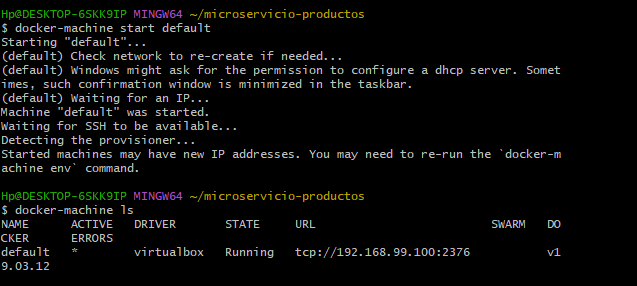 Hp@DESKTOP-6SKK9IP MINGW64 ~/microservicio-productos
$ docker-machine start default
Starting "default"...
(default) Check network to re-create if needed...
(default) Windows might ask for the permission to configure a dhcp server. Somet
imes, such confirmation window is minimized in the taskbar.
(default) Waiting for an IP...
Machine "default" was started.
Waiting for SSH to be available...
Detecting the provisioner...
Started machines may have new IP addresses. You may need to re-run the `docker-m
achine env` command.
Hp@DESKTOP-6SKK9IP MINGW64 ~/microservicio-productos
$ docker-machine ls
NAME ACTIVE DRIVER STATE URL SWARM DO
CKER ERRORS
default * virtualbox Running tcp://192.168.99.100:2376 v1
9.03.12